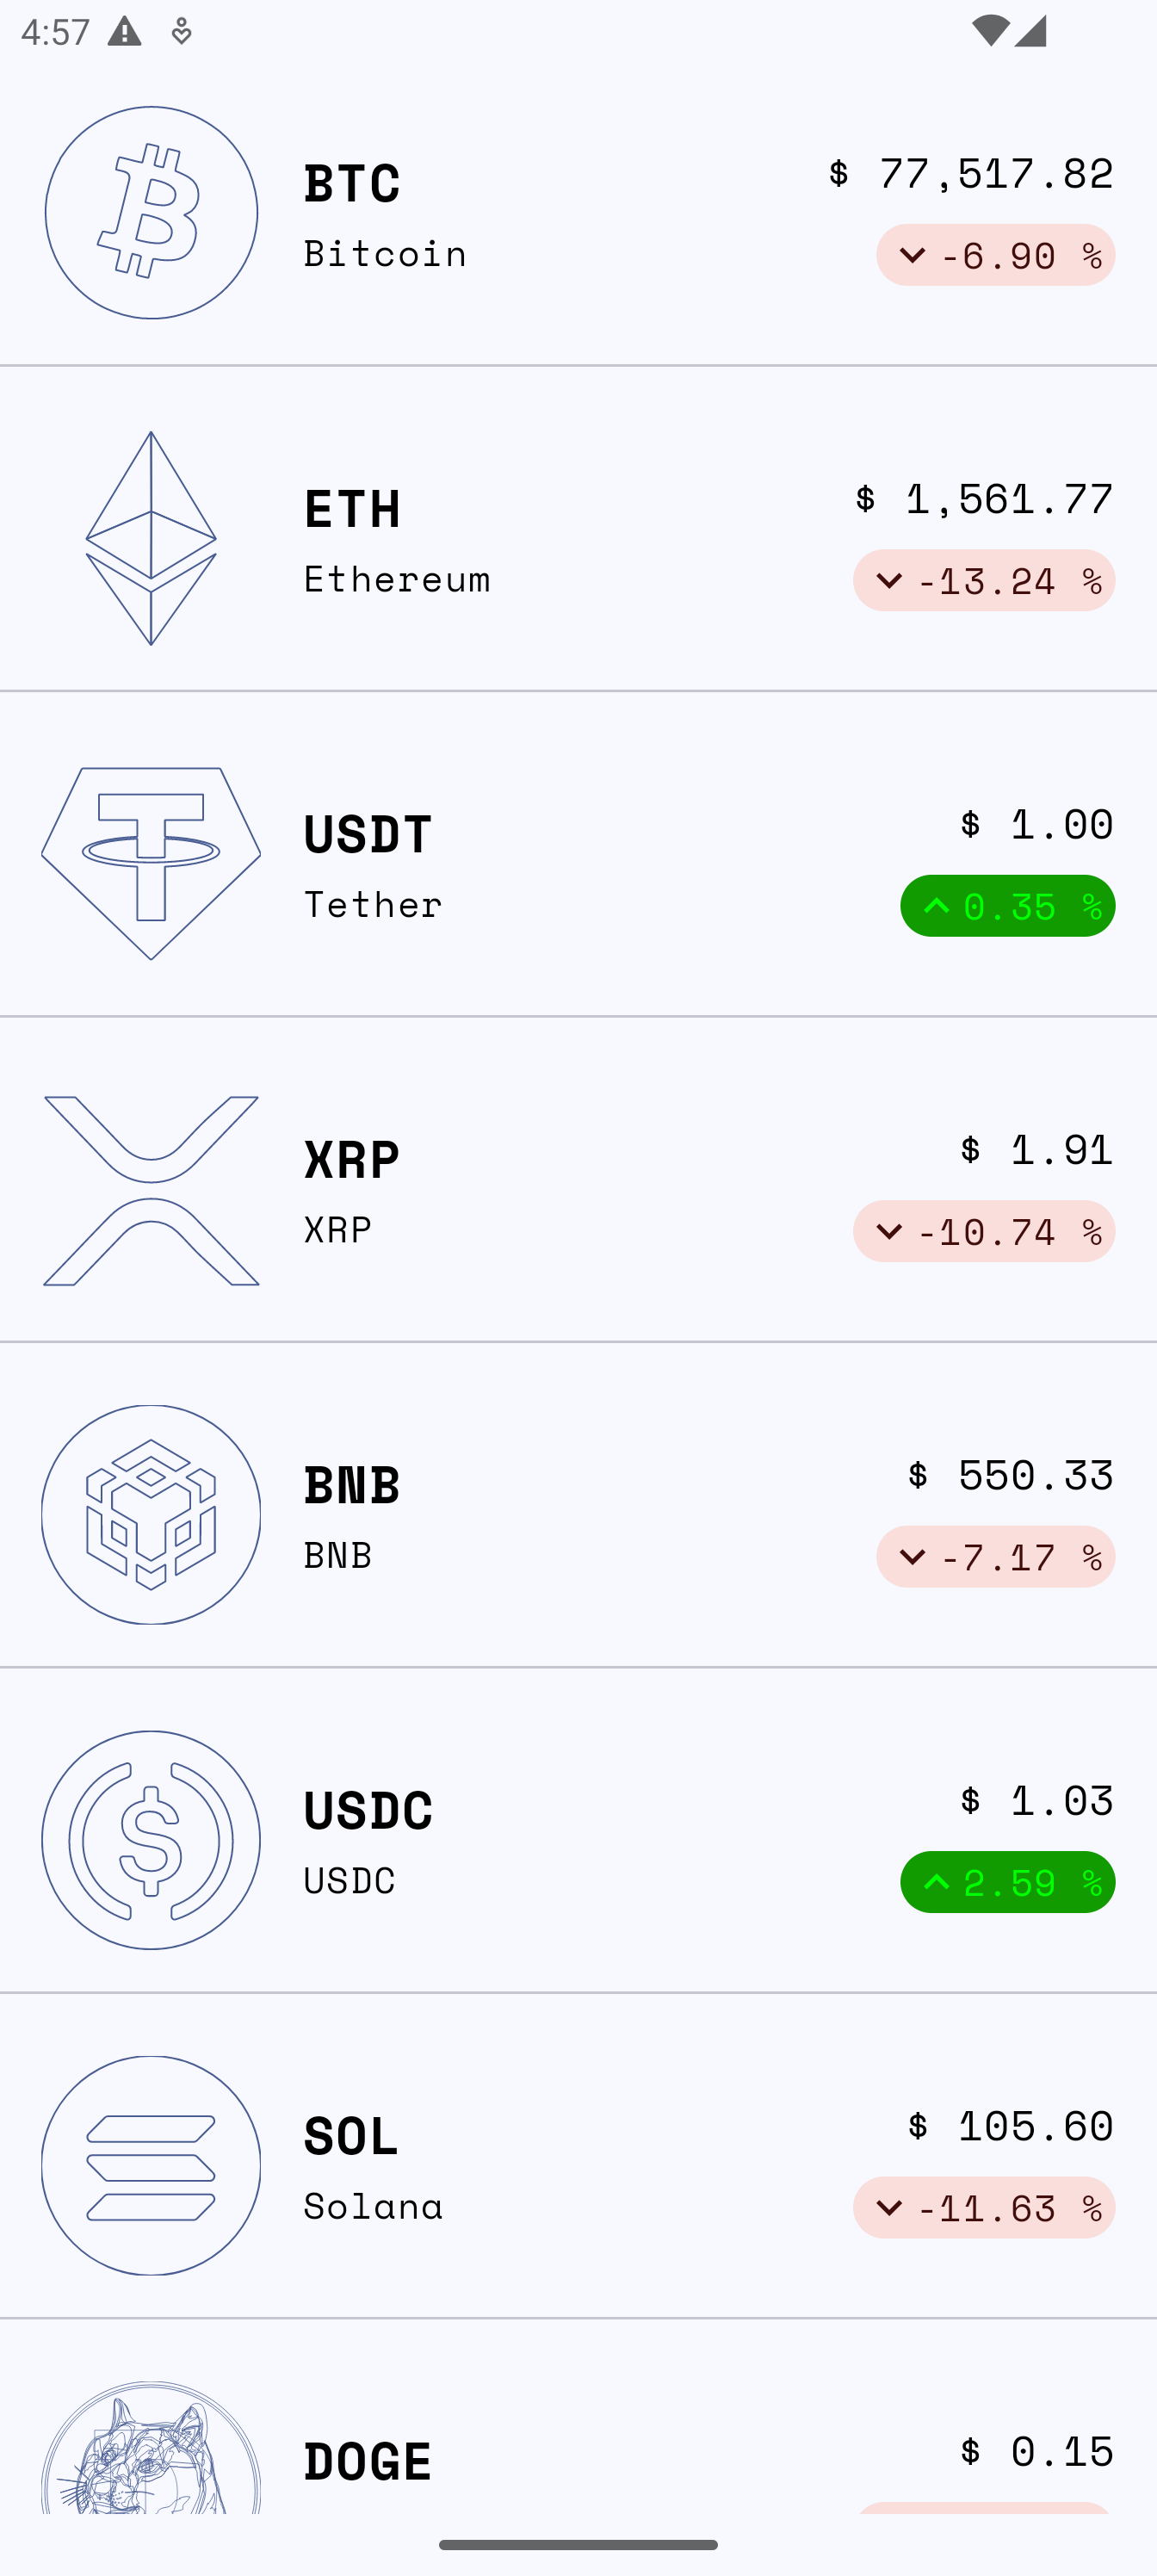 4:57
BTC
$ 77,517.82
Bitcoin
-6.90 %
ETH
$ 1,561.77
Ethereum
-13.24 %
USDT
$ 1.00
Tether
0.35 %
XRP
$ 1.91
XRP
-10.74 %
BNB
$ 550.33
BNB
-7.17 %
USDC
$ 1.03
USDC
2.59 %
SOL
$ 105.60
Solana
-11.63 %
DOGE
$ 0.15